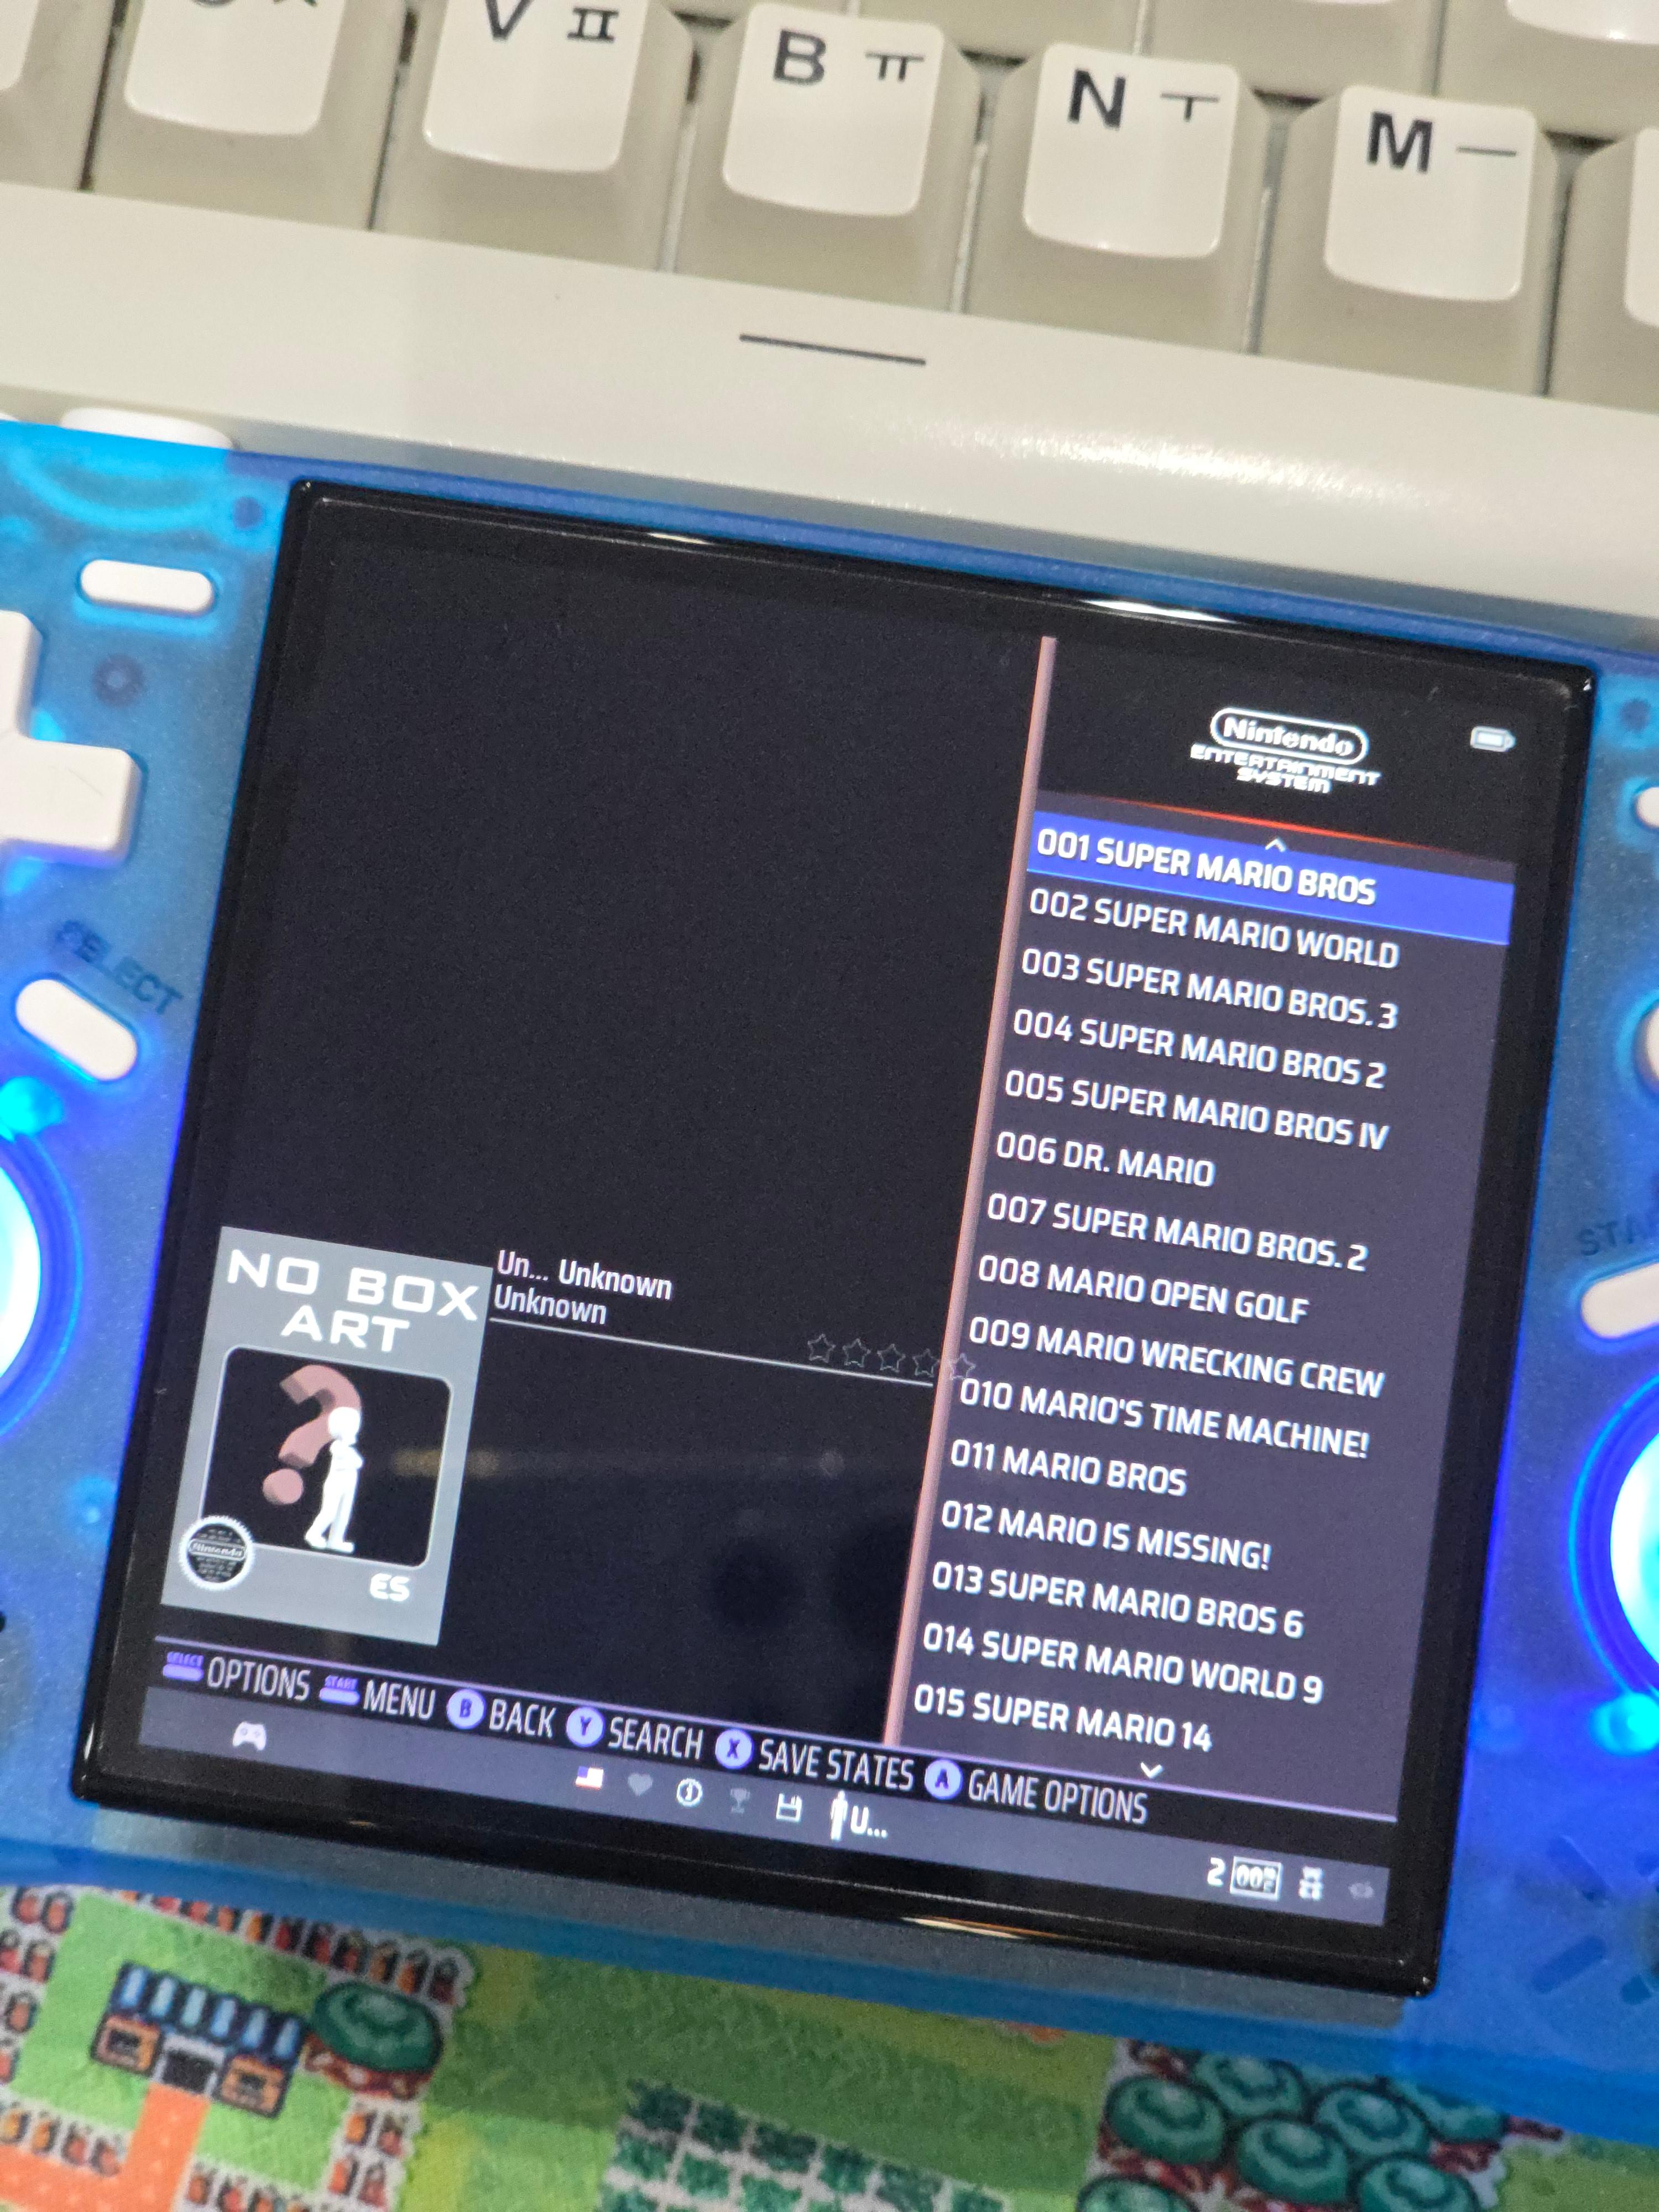 V ㅍ
B ㅠ
N ㅜ
M ㅡ
SELECT
Nintendo
ENTERTAINMENT
SYSTEM
001 SUPER MARIO BROS
002 SUPER MARIO WORLD
003 SUPER MARIO BROS. 3
004 SUPER MARIO BROS 2
005 SUPER MARIO BROS IV
006 DR. MARIO
007 SUPER MARIO BROS. 2
008 MARIO OPEN GOLF
009 MARIO WRECKING CREW
010 MARIO'S TIME MACHINE!
011 MARIO BROS
012 MARIO IS MISSING!
013 SUPER MARIO BROS 6
014 SUPER MARIO WORLD 9
015 SUPER MARIO 14
NO BOX
ART
Nintendo
ES
Un... Unknown
Unknown
SELECT OPTIONS START MENU B BACK Y SEARCH X SAVE STATES A GAME OPTIONS
U...
2